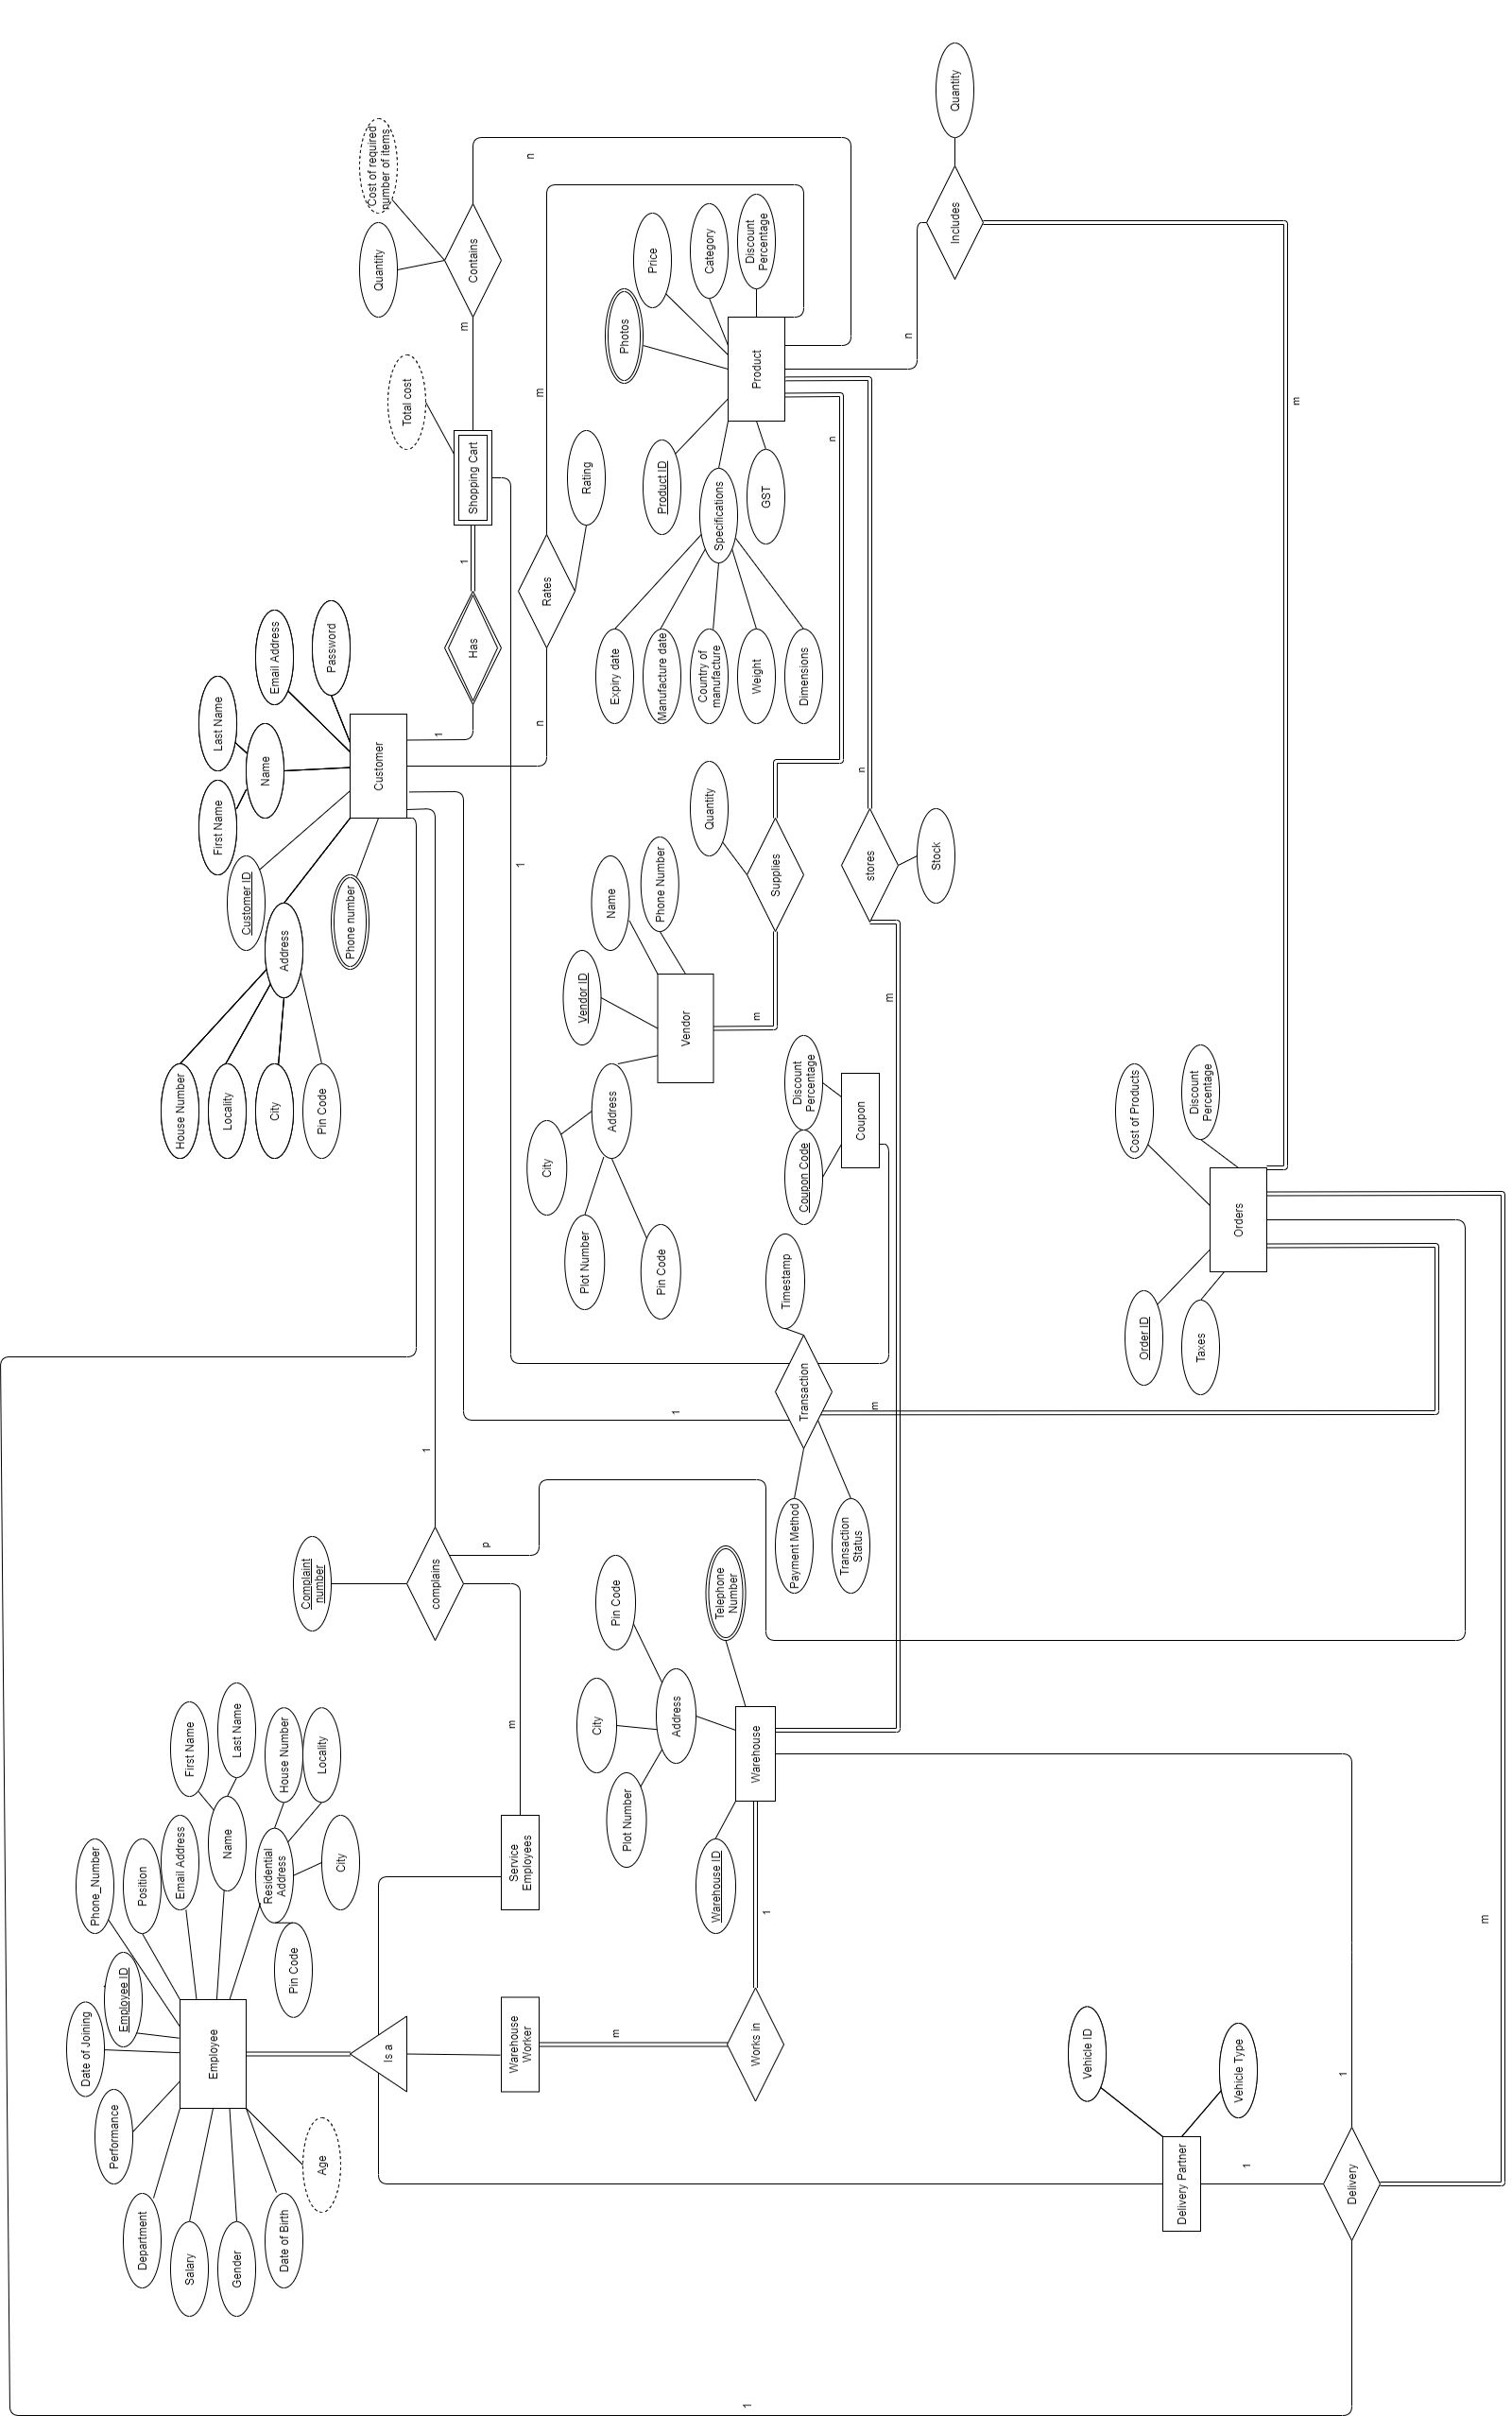 Quantity
Cost of required
number of items
Quantity
Contains
n
m
Includes
Price
Category
Discount
Percentage
Photos
n
Product
Total cost
m
m
n
Shopping Cart
Rating
Product ID
Specifications
GST
1
Rates
Has
Email Address
Password
Last Name
Name
First Name
Customer
1
n
Expiry date
Manufacture date
Country of
manufacture
Weight
Dimensions
n
Quantity
Supplies
stores
Stock
1
Customer ID
Phone number
Address
Name
Phone Number
Vendor ID
Vendor
m
m
House Number
Locality
City
Pin Code
Address
City
Plot Number
Pin Code
Discount
Percentage
Coupon
Coupon Code
Cost of Products
Discount
Percentage
Orders
Order ID
Taxes
Timestamp
Transaction
1
m
1
Payment Method
Transaction
Status
p
Complaint
number
complains
Pin Code
Telephone
Number
City
Address
Plot Number
Warehouse
Warehouse ID
m
First Name
Last Name
House Number
Locality
Name
Email Address
Position
Phone_Number
Residential
Address
City
Pin Code
Service
Employees
1
m
Employee ID
Date of Joining
Employee
Is a
Warehouse
Worker
m
Works in
Performance
Age
Department
Salary
Gender
Date of Birth
Vehicle ID
Vehicle Type
Delivery Partner
1
1
Delivery
1